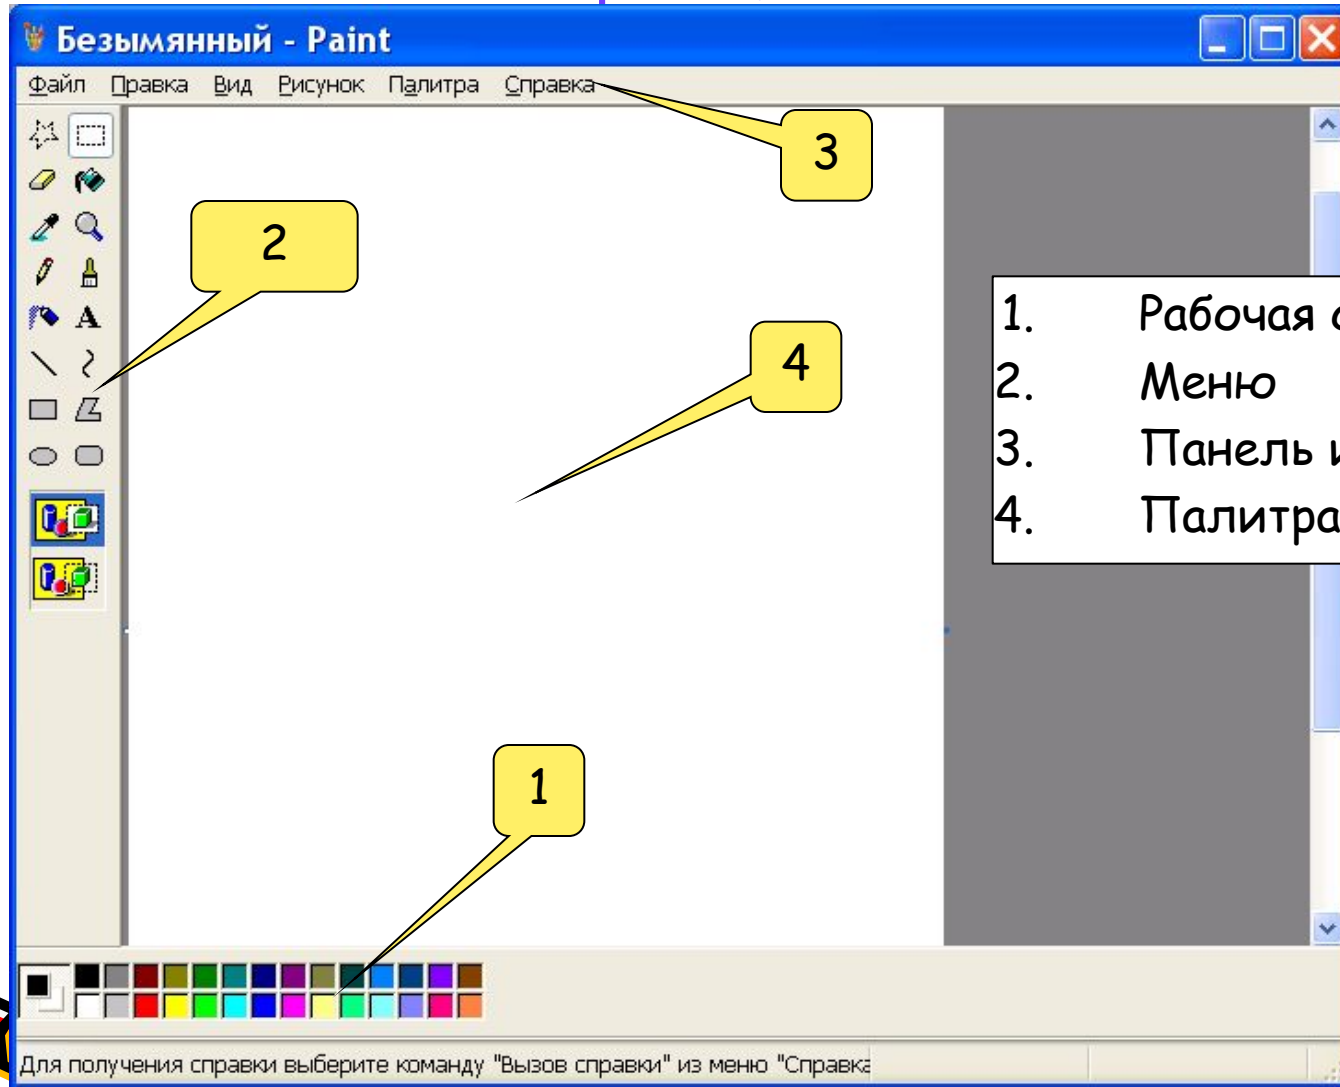 Безымянный - Paint
Файл Правка Вид Рисунок Палитра Справка
3
2
4
1
A
1. Рабочая
2. Меню
3. Панель
4. Палитра
Для получения справки выберите команду "Вызов справки" из меню "Справка